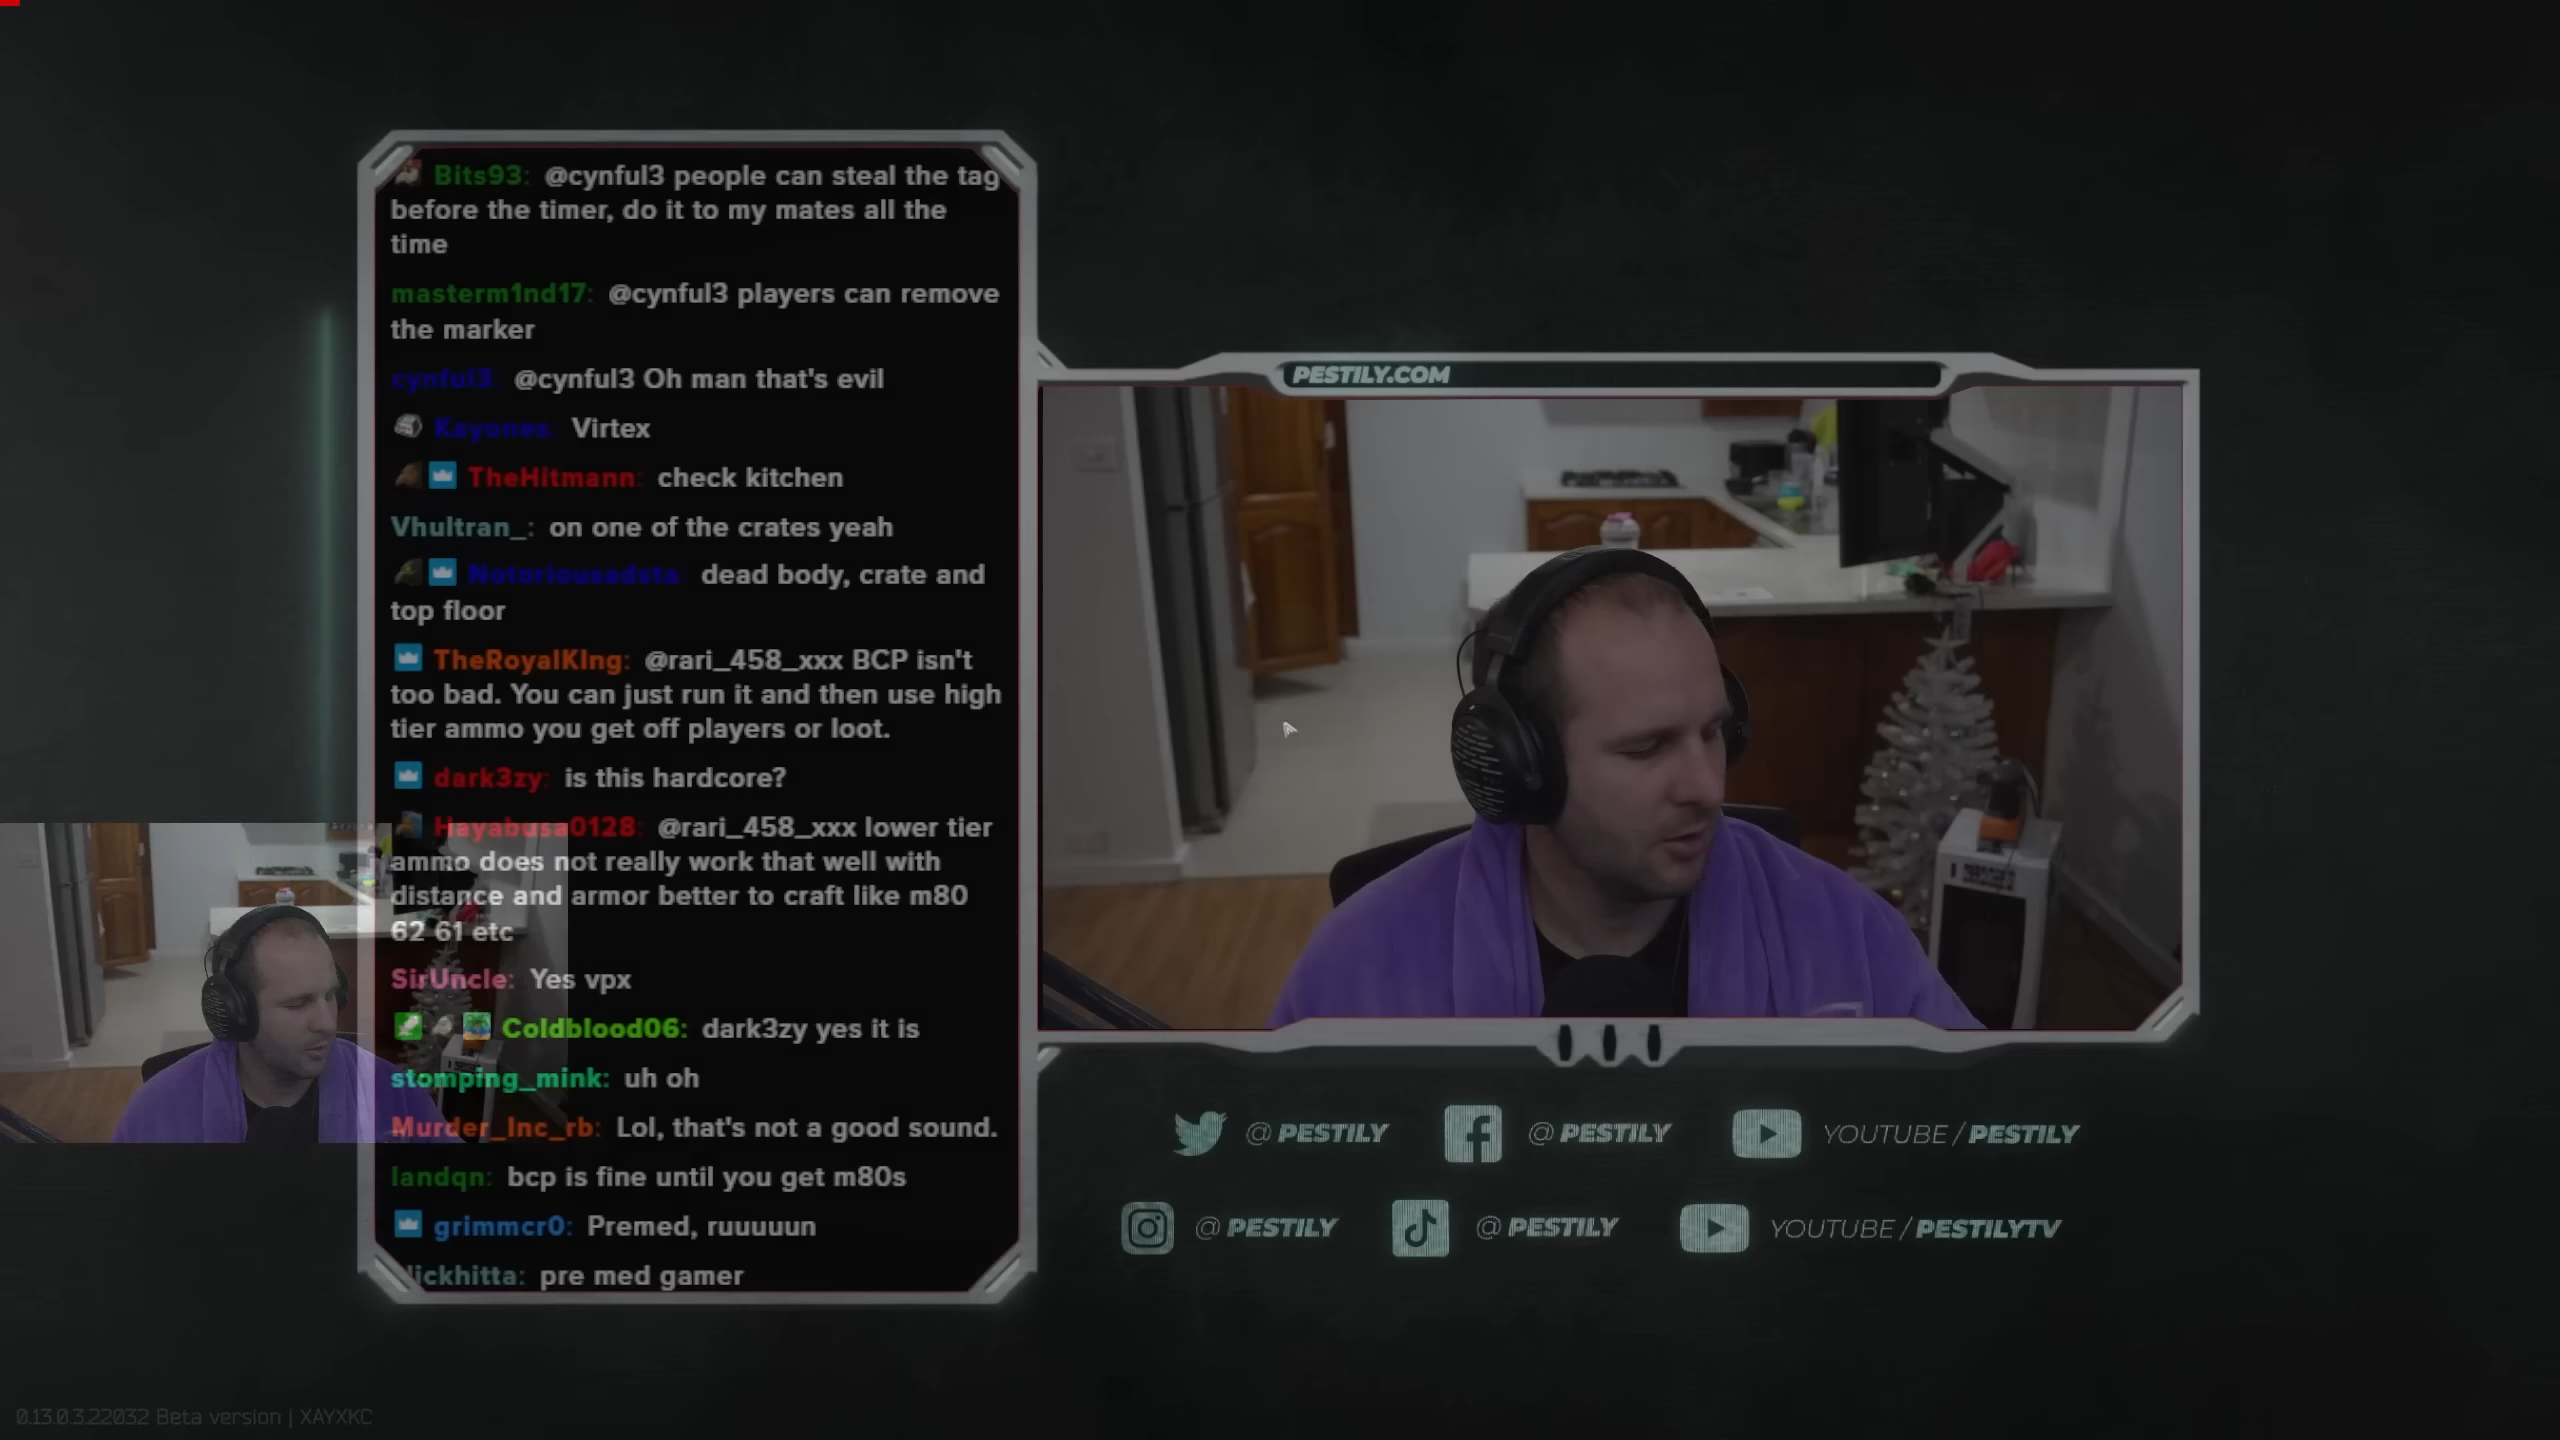 Bits93: @cynful3 people can steal the tag
before the timer, do it to my mates all the
time
masterm1nd17: @cynful3 players can remove
the marker
cynful3: @cynful3 Oh man that's evil
Kayones: Virtex
TheHitmann: check kitchen
Vhultran_: on one of the crates yeah
Notoriousadsta: dead body, crate and
top floor
TheRoyalKIng: @rari_458_xxx BCP isn't
too bad. You can just run it and then use high
tier ammo you get off players or loot.
dark3zy: is this hardcore?
Hayabusa0128: @rari_458_xxx lower tier
ammo does not really work that well with
distance and armor better to craft like m80
62 61 etc
SirUncle: Yes vpx
Coldblood06: dark3zy yes it is
stomping_mink: uh oh
Murder_Inc_rb: Lol, that's not a good sound.
landqn: bcp is fine until you get m80s
grimmcr0: Premed, ruuuuun
lickhitta: pre med gamer
PESTILY.COM
@PESTILY
@PESTILY
YOUTUBE/PESTILY
@PESTILY
@PESTILY
YOUTUBE/PESTILYTV
0.13.0.3.22032 Beta version | XAYXKC